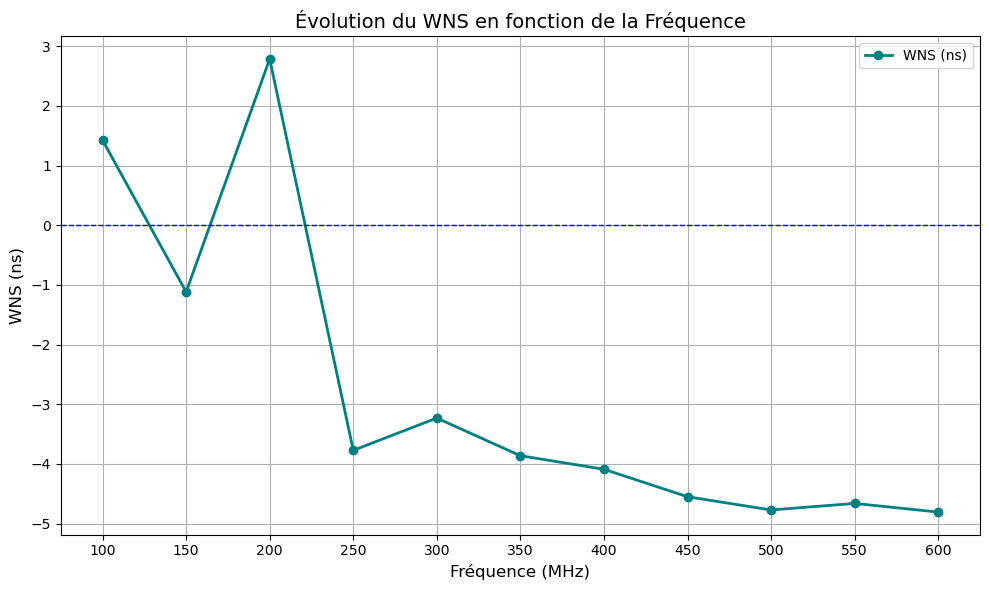 Évolution du WNS en fonction de la Fréquence
WNS (ns)
3
2
1
0
−1
−2
−3
−4
−5
WNS (ns)
100 150 200 250 300 350 400 450 500 550 600
Fréquence (MHz)